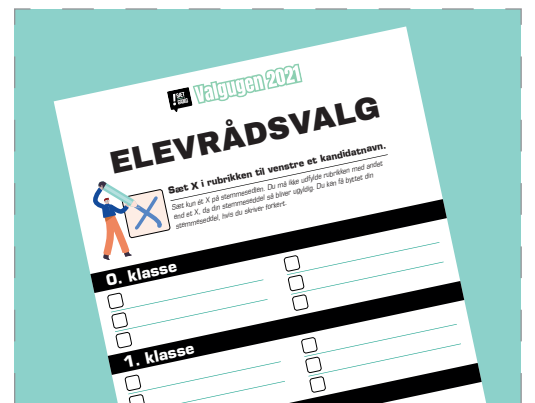 SÆT
GANG
Valgugen 2021
ELEVRÅDSVALG
Sæt X i rubrikken til venstre et kandidatnavn.
Sæt kun ét X på stemmesedlen. Du må ikke udfylde rubrikken med andet
end et X, da din stemmeseddel så bliver ugyldig. Du kan få byttet din
stemmeseddel, hvis du skriver forkert.
0. klasse
1. klasse